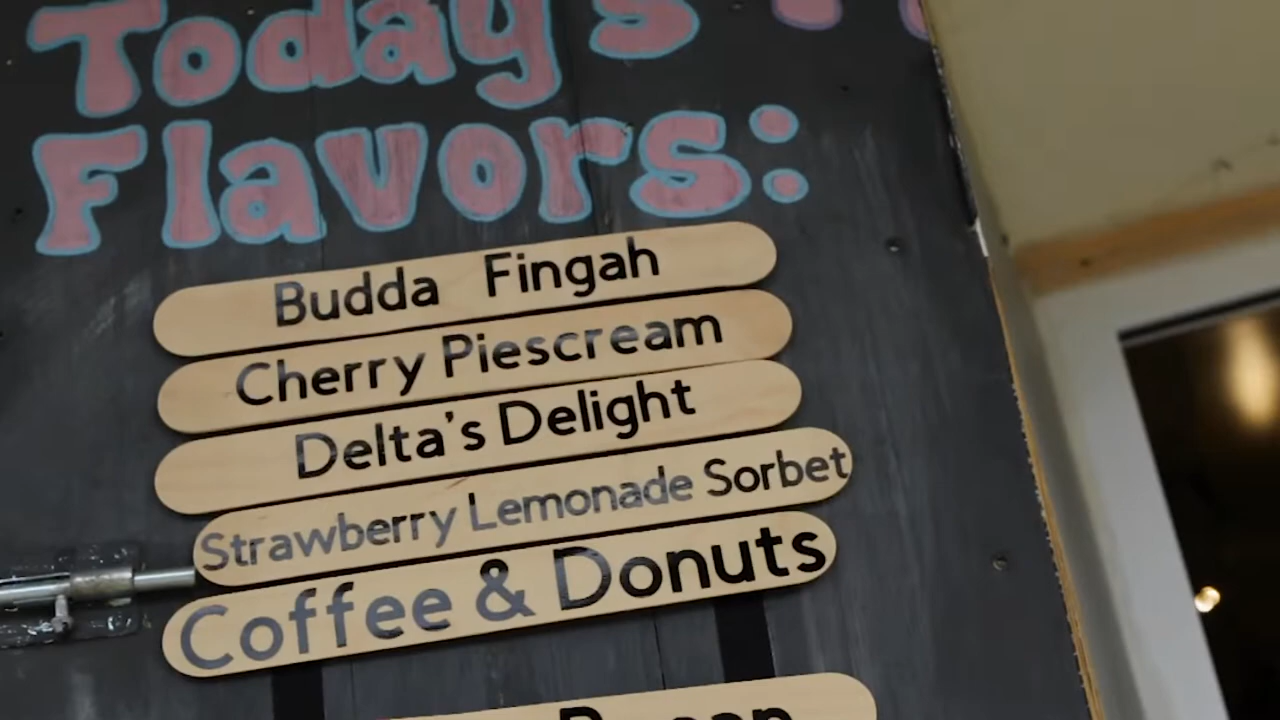 Today's
Flavors:
Budda Fingah
Cherry Piescream
Delta's Delight
Strawberry Lemonade Sorbet
Coffee & Donuts